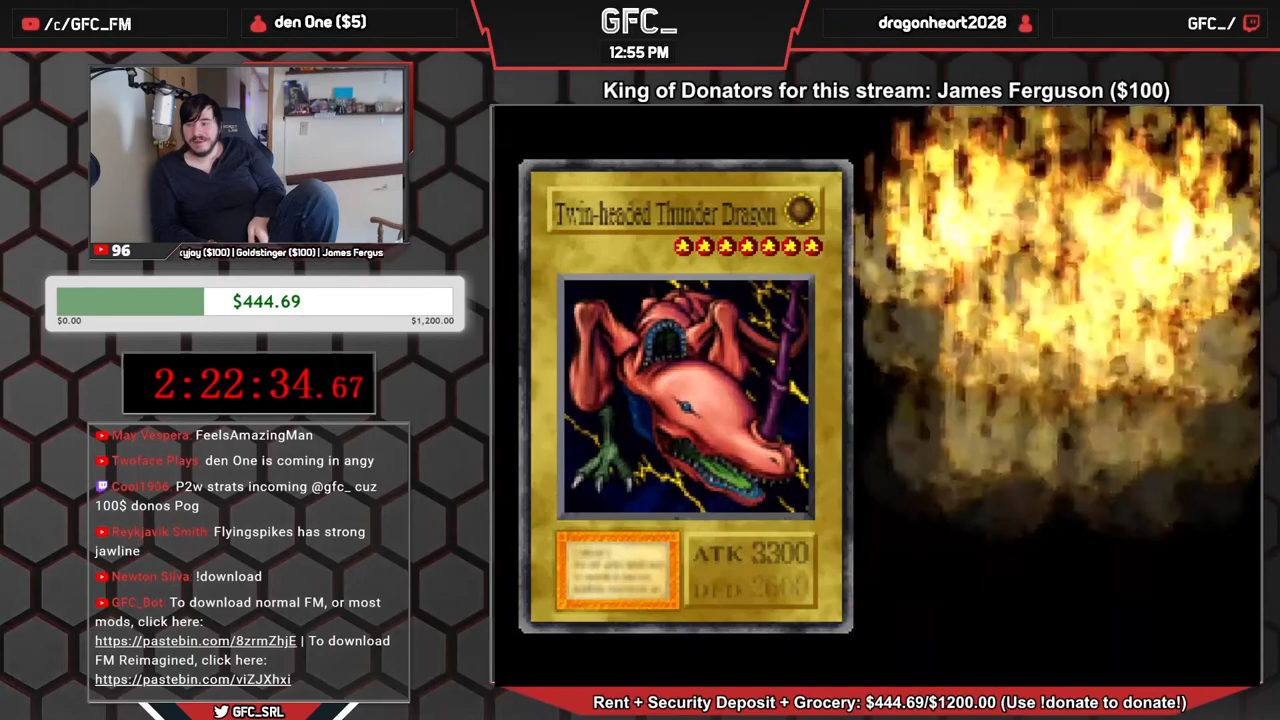 /c/GFC_FM
den One ($5)
GFC_
12:55 PM
dragonheart2028
GFC_/
King of Donators for this stream: James Ferguson ($100)
96
cyjay ($100) | Goldstinger ($100) | James Fergus
$444.69
$0.00
$1,200.00
2:22:34.67
May Vespera: FeelsAmazingMan
Twoface Plays: den One is coming in angy
Cool1906: P2w strats incoming @gfc_ cuz
100$ donos Pog
Reykjavik Smith: Flyingspikes has strong
jawline
Newton Silva: !download
GFC_Bot: To download normal FM, or most
mods, click here:
https://pastebin.com/8zrmZhjE | To download
FM Reimagined, click here:
https://pastebin.com/viZJXhxi
GFC_SRL
Twin-headed Thunder Dragon
ATK 3300
DFD 2600
Rent + Security Deposit + Grocery: $444.69/$1200.00 (Use !donate to donate!)